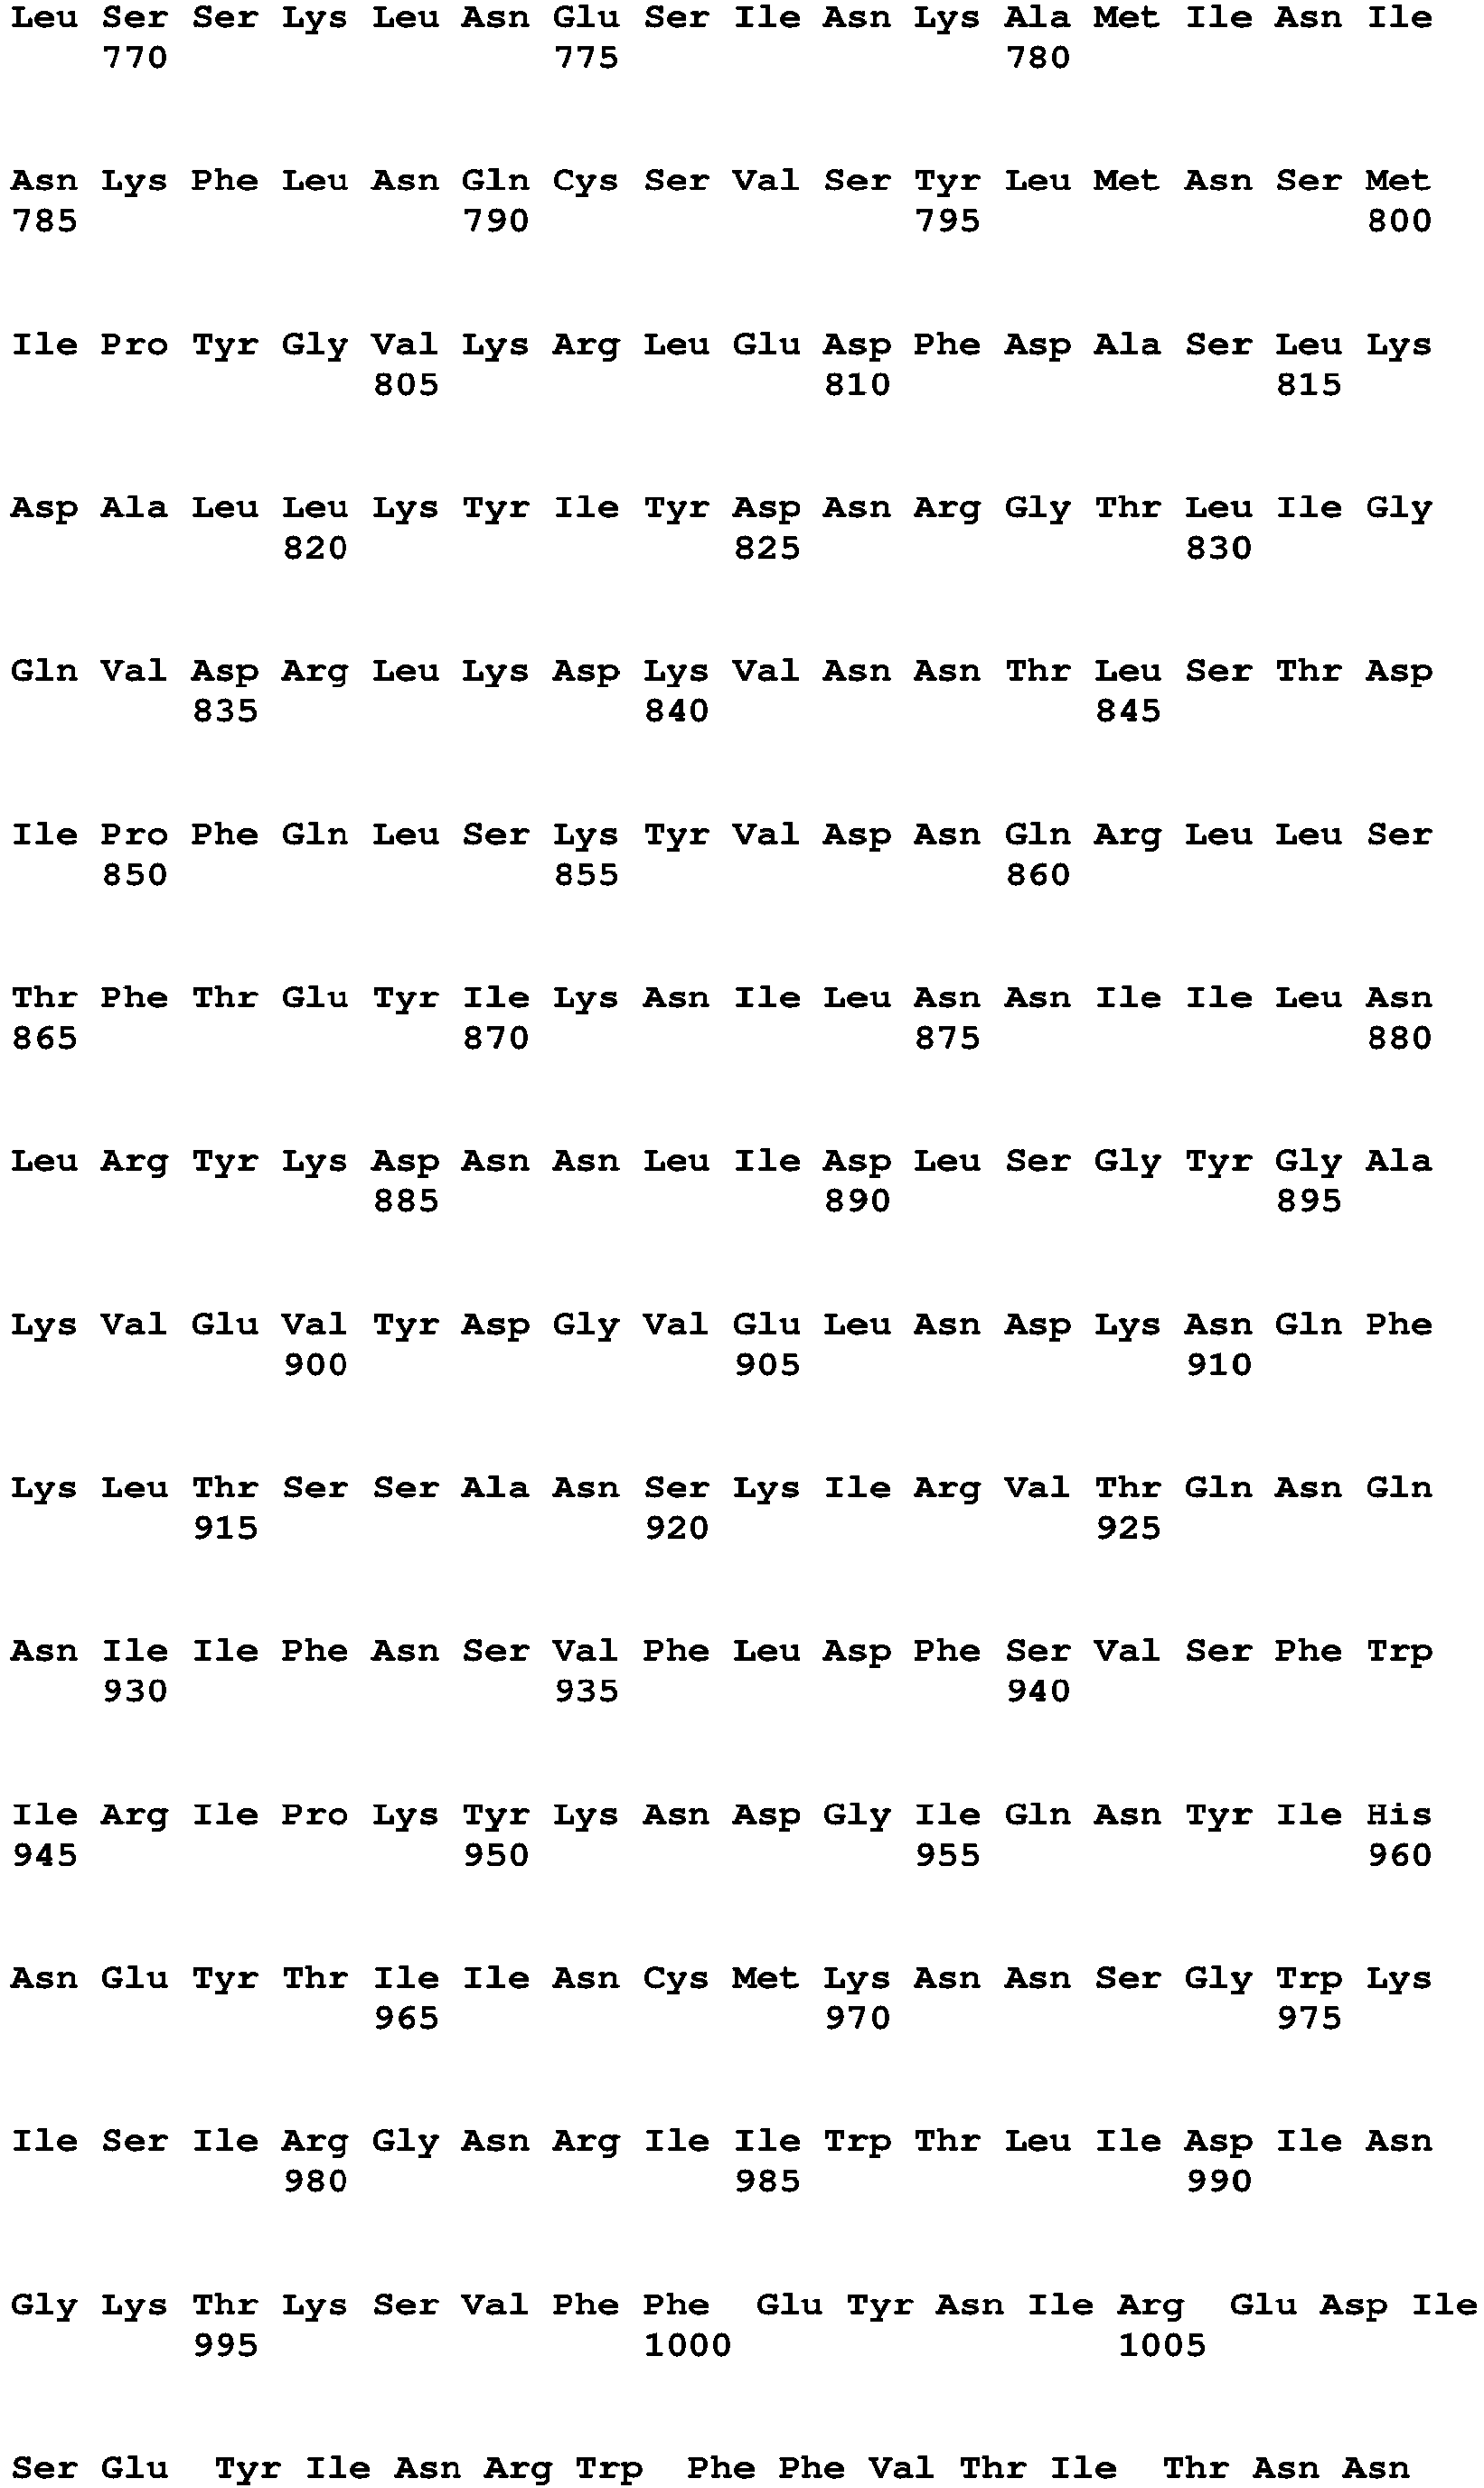 Leu Ser Ser Lys Leu Asn Glu Ser Ile Asn Lys Ala Met Ile Asn Ile
770 775 780
Asn Lys Phe Leu Asn Gln Cys Ser Val Ser Tyr Leu Met Asn Ser Met
785 790 795 800
Ile Pro Tyr Gly Val Lys Arg Leu Glu Asp Phe Asp Ala Ser Leu Lys
805 810 815
Asp Ala Leu Leu Lys Tyr Ile Tyr Asp Asn Arg Gly Thr Leu Ile Gly
820 825 830
Gln Val Asp Arg Leu Lys Asp Lys Val Asn Asn Thr Leu Ser Thr Asp
835 840 845
Ile Pro Phe Gln Leu Ser Lys Tyr Val Asp Asn Gln Arg Leu Leu Ser
850 855 860
Thr Phe Thr Glu Tyr Ile Lys Asn Ile Leu Asn Asn Ile Ile Leu Asn
865 870 875 880
Leu Arg Tyr Lys Asp Asn Asn Leu Ile Asp Leu Ser Gly Tyr Gly Ala
885 890 895
Lys Val Glu Val Tyr Asp Gly Val Glu Leu Asn Asp Lys Asn Gln Phe
900 905 910
Lys Leu Thr Ser Ser Ala Asn Ser Lys Ile Arg Val Thr Gln Asn Gln
915 920 925
Asn Ile Ile Phe Asn Ser Val Phe Leu Asp Phe Ser Val Ser Phe Trp
930 935 940
Ile Arg Ile Pro Lys Tyr Lys Asn Asp Gly Ile Gln Asn Tyr Ile His
945 950 955 960
Asn Glu Tyr Thr Ile Ile Asn Cys Met Lys Asn Asn Ser Gly Trp Lys
965 970 975
Ile Ser Ile Arg Gly Asn Arg Ile Ile Trp Thr Leu Ile Asp Ile Asn
980 985 990
Gly Lys Thr Lys Ser Val Phe Phe Glu Tyr Asn Ile Arg Glu Asp Ile
995 1000 1005
Ser Glu Tyr Ile Asn Arg Trp Phe Phe Val Thr Ile Thr Asn Asn